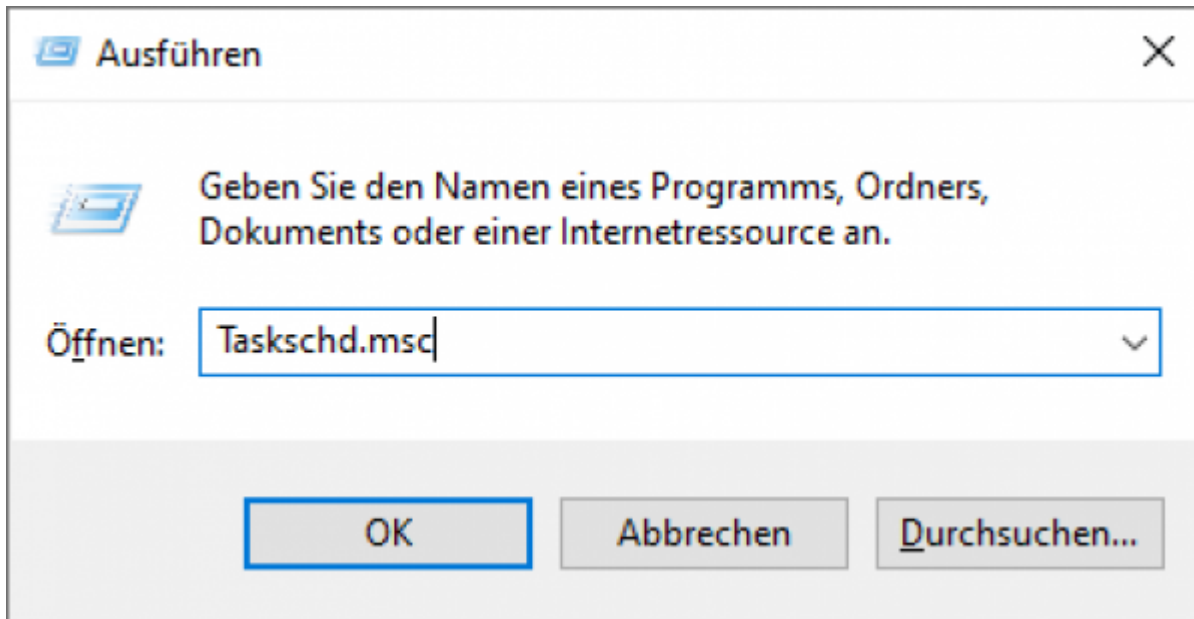 Ausführen
Geben Sie den Namen eines Programms, Ordners,
Dokuments oder einer Internetressource an.
Öffnen: Taskschd.msc
OK Abbrechen Durchsuchen...